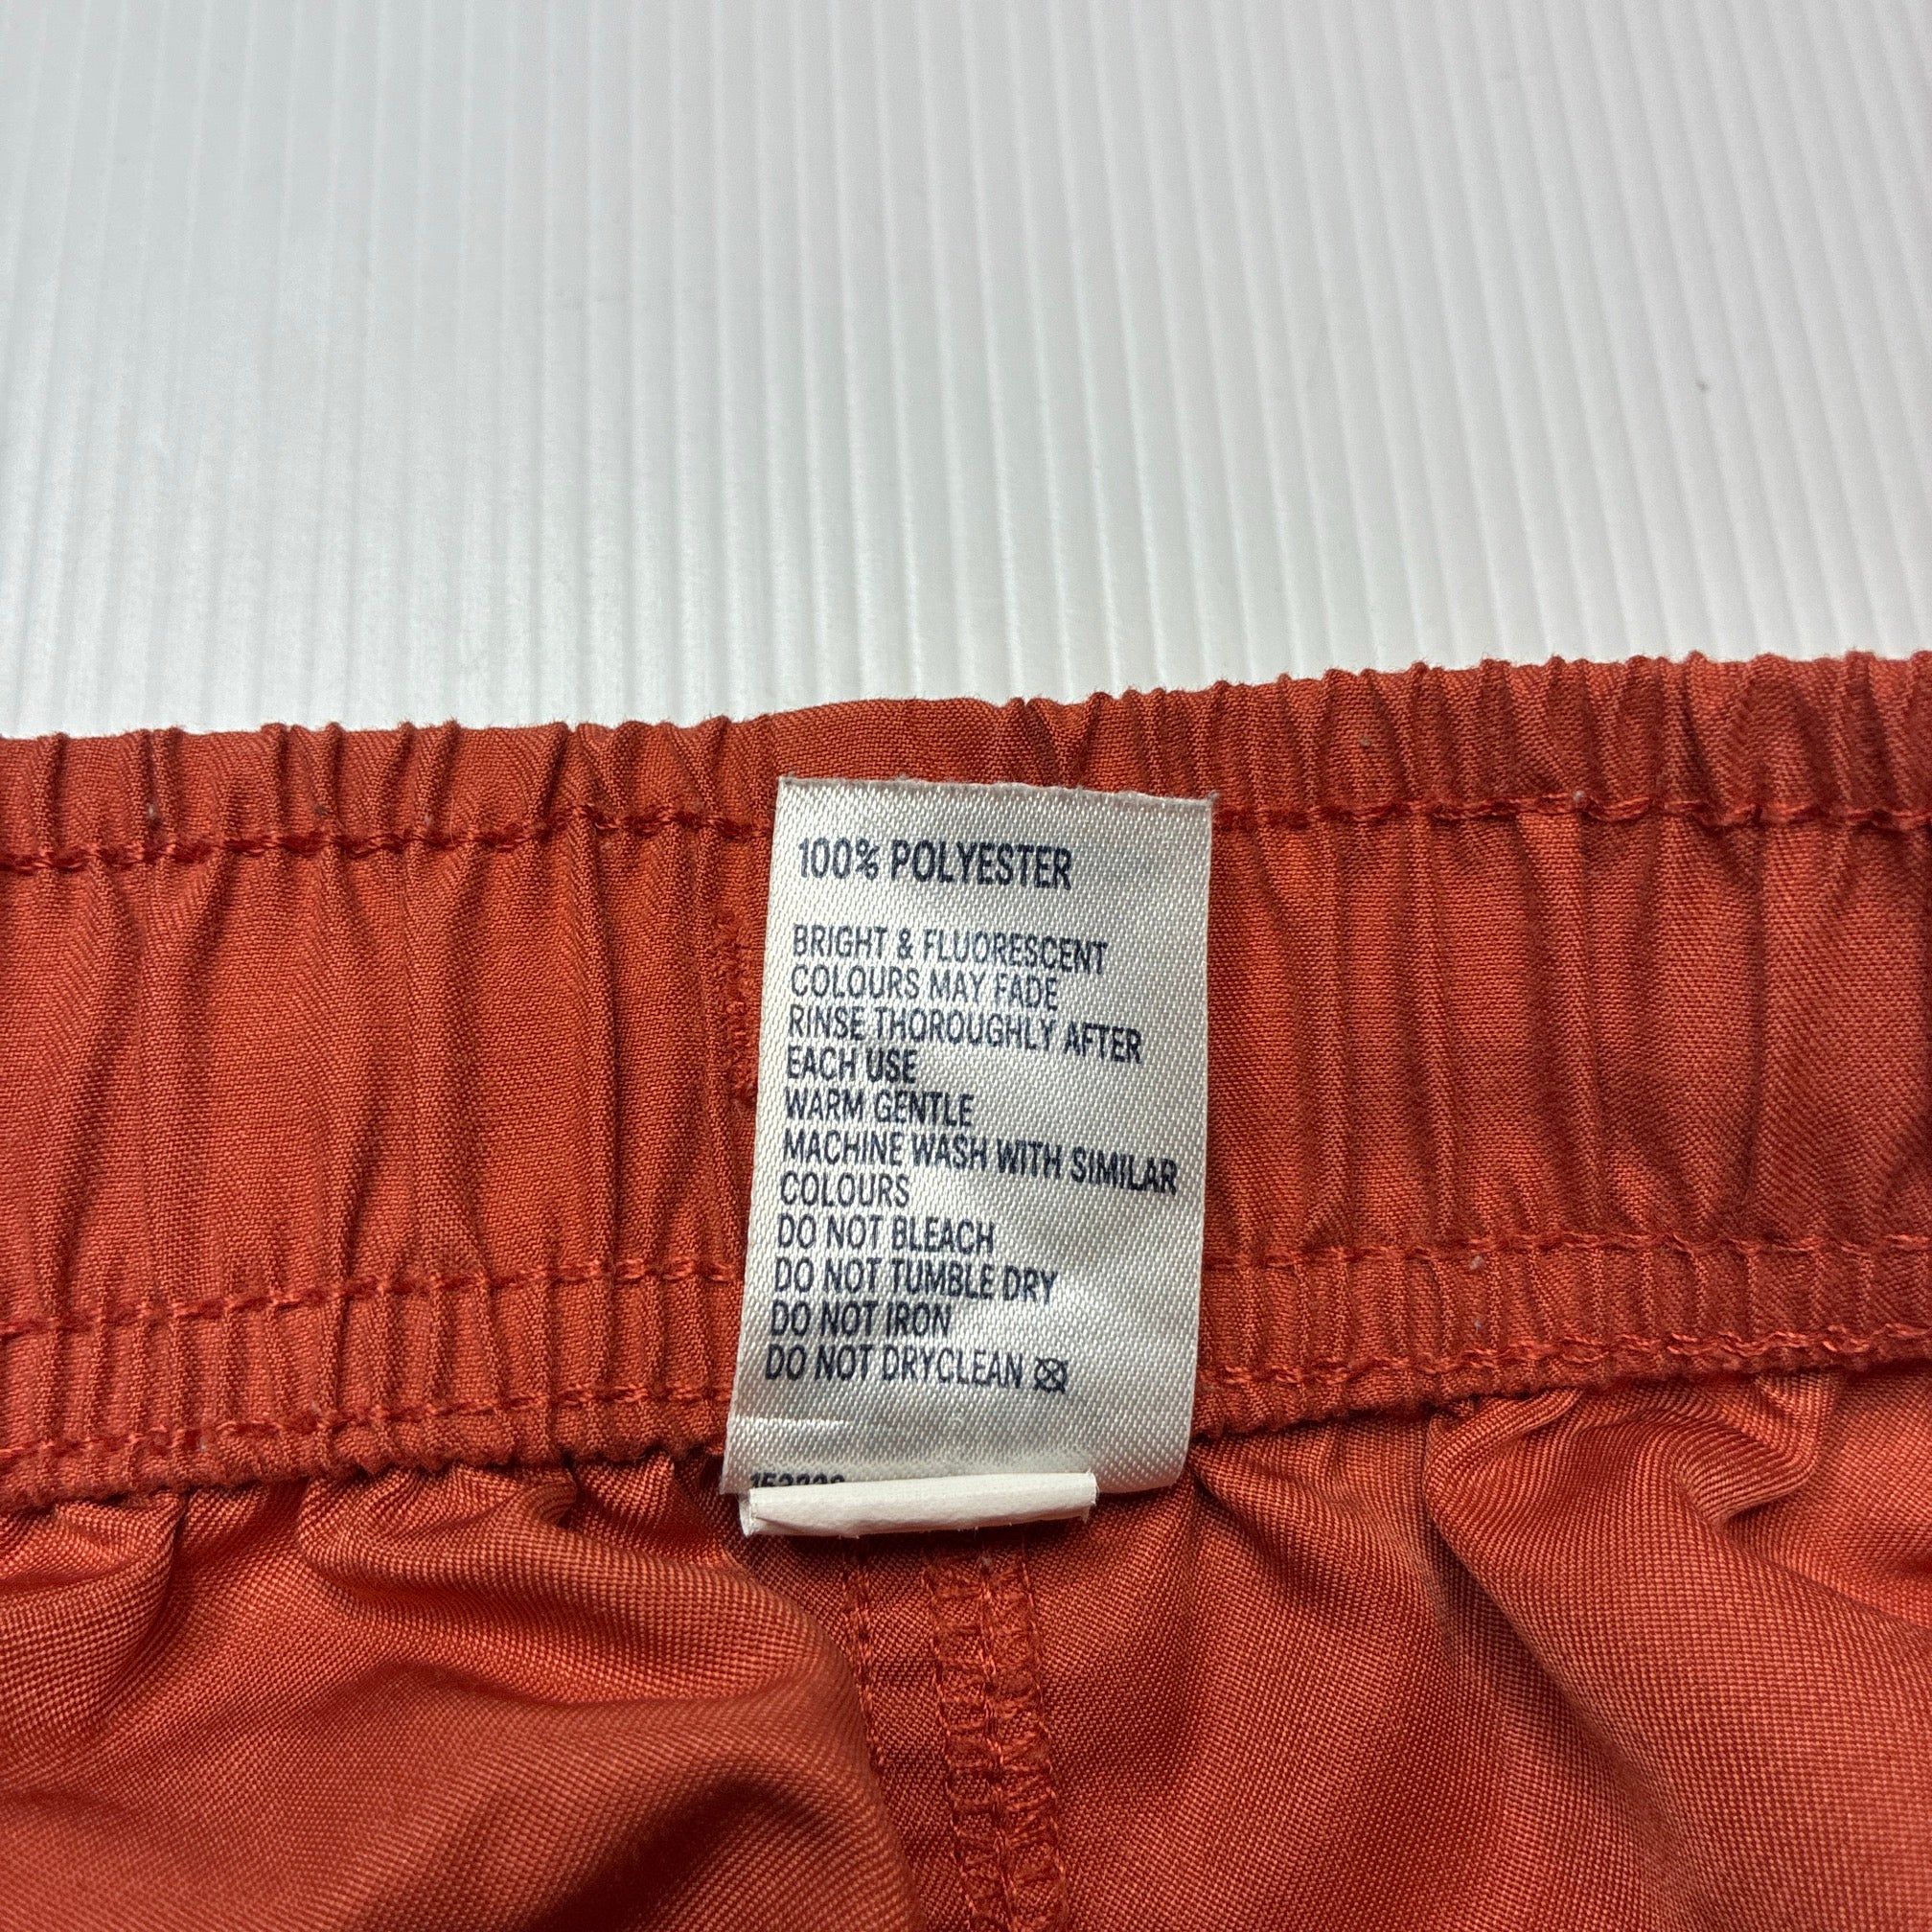 100% POLYESTER
BRIGHT & FLUORESCENT
COLOURS MAY FADE
RINSE THOROUGHLY AFTER
EACH USE
WARM GENTLE
MACHINE WASH WITH SIMILAR
COLOURS
DO NOT BLEACH
DO NOT TUMBLE DRY
DO NOT IRON
DO NOT DRYCLEAN